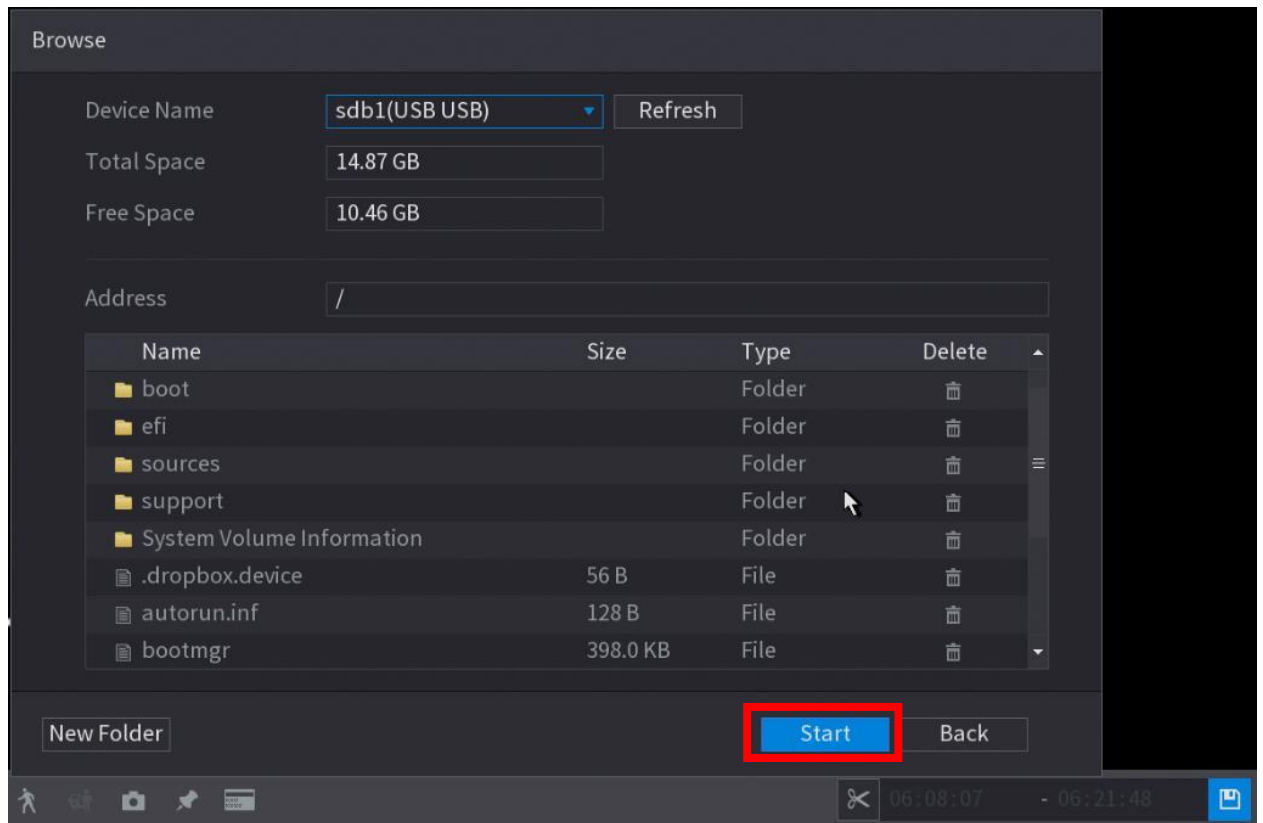 Browse
Device Name sdb1(USB USB) Refresh
Total Space 14.87 GB
Free Space 10.46 GB
Address /
Name Size Type Delete
boot Folder
efi Folder
sources Folder
support Folder
System Volume Information Folder
.dropbox.device 56 B File
autorun.inf 128 B File
bootmgr 398.0 KB File
New Folder Start Back
06:08:07 - 06:21:48